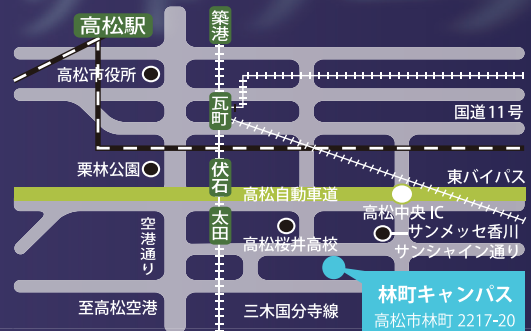 高松駅
築港
高松市役所
瓦町
国道11号
栗林公園
伏石
東バイパス
高松自動車道
太田
高松中央IC
空港通り
高松桜井高校
サンメッセ香川
サンシャイン通り
林町キャンパス
至高松空港
三木国分寺線
高松市林町 2217-20